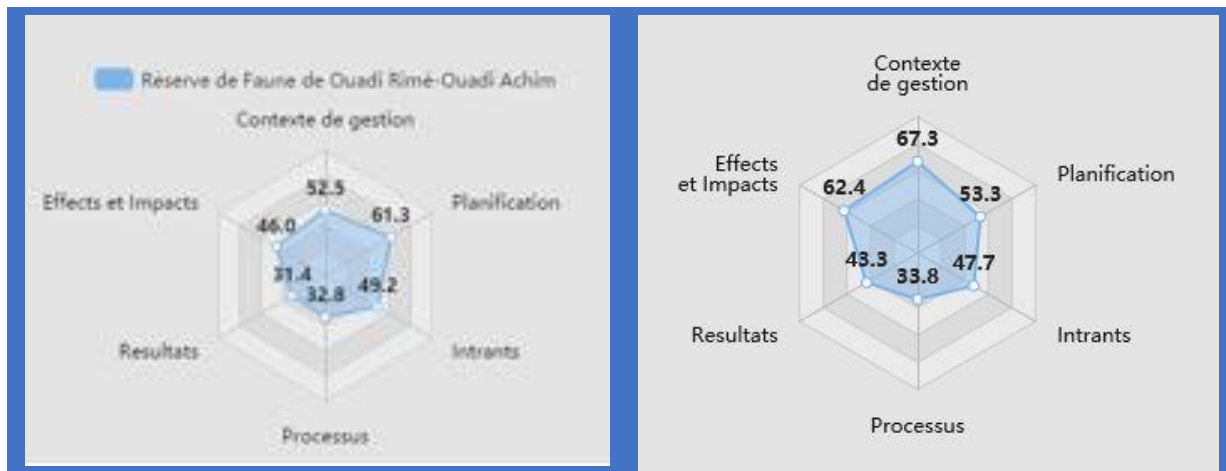 Réserve de Faune de Ouadi Rimé-Ouadi Achim
Contexte de gestion
52.5
Effects et Impacts
Planification
46.0
61.3
31.4
49.2
32.8
Resultats
Intrants
Processus
Contexte
de gestion
67.3
Effects
et Impacts
Planification
62.4
53.3
43.3
47.7
33.8
Resultats
Intrants
Processus